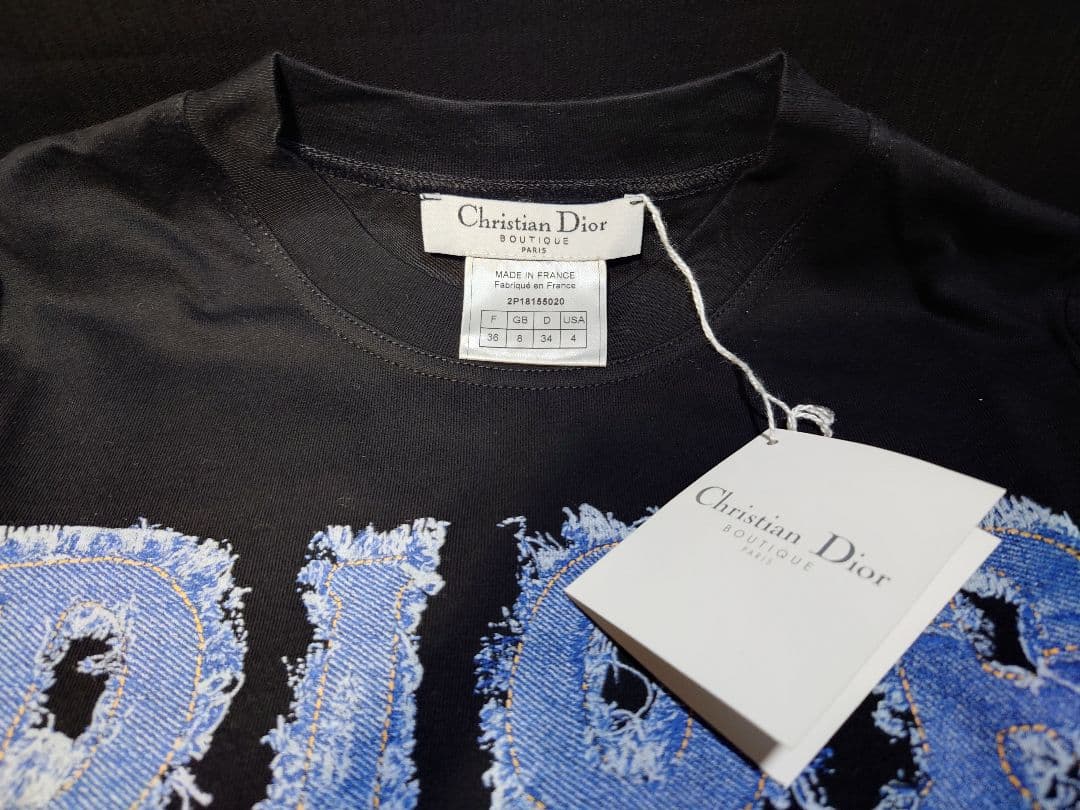 Christian Dior
BOUTIQUE
PARIS
MADE IN FRANCE
Fabriqué en France
2P18155020
F GB D USA
36 8 34 4
Christian Dior
BOUTIQUE
PARIS
DIOR